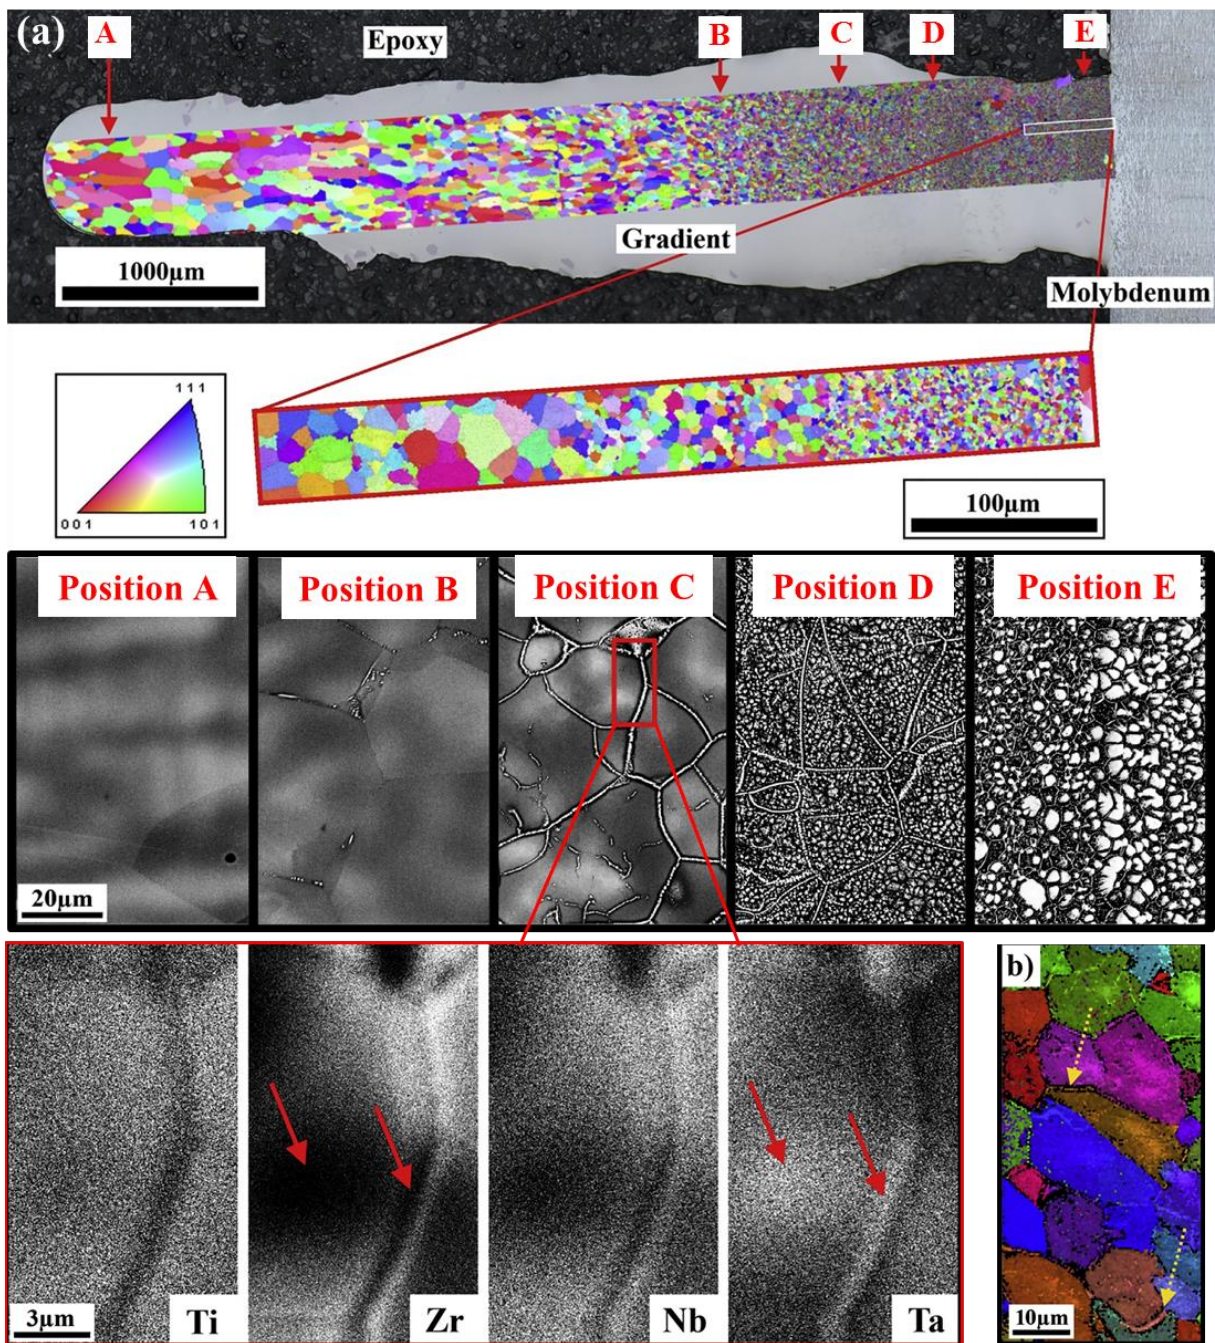 (a)
A
Epoxy
B
C
D
E
Gradient
1000µm
Molybdenum
111
001
101
100µm
Position A
Position B
Position C
Position D
Position E
20µm
b)
Ti
Zr
Nb
Ta
3µm
10µm